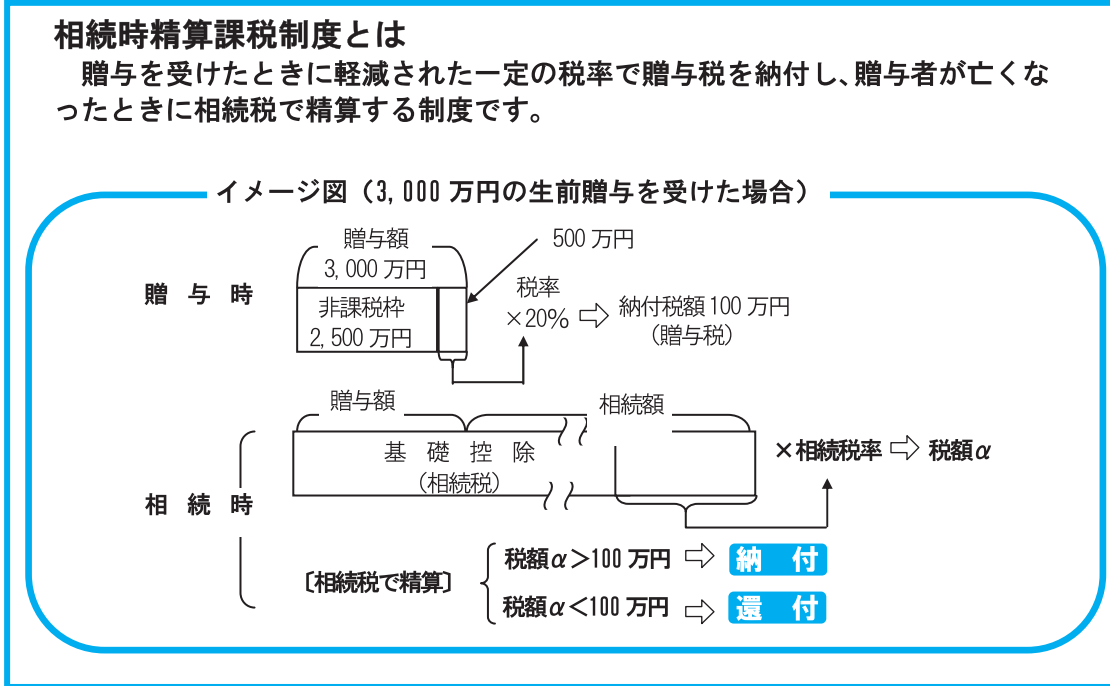 相続時精算課税制度とは
贈与を受けたときに軽減された一定の税率で贈与税を納付し、贈与者が亡くな
ったときに相続税で精算する制度です。
イメージ図（3,000万円の生前贈与を受けた場合）
贈与時
贈与額
3,000万円
非課税枠
2,500万円
500万円
税率
×20%
納付税額100万円
（贈与税）
相続時
贈与額
相続額
基礎控除
（相続税）
×相続税率
税額α
〔相続税で精算〕
税額α＞100万円
納付
税額α＜100万円
還付